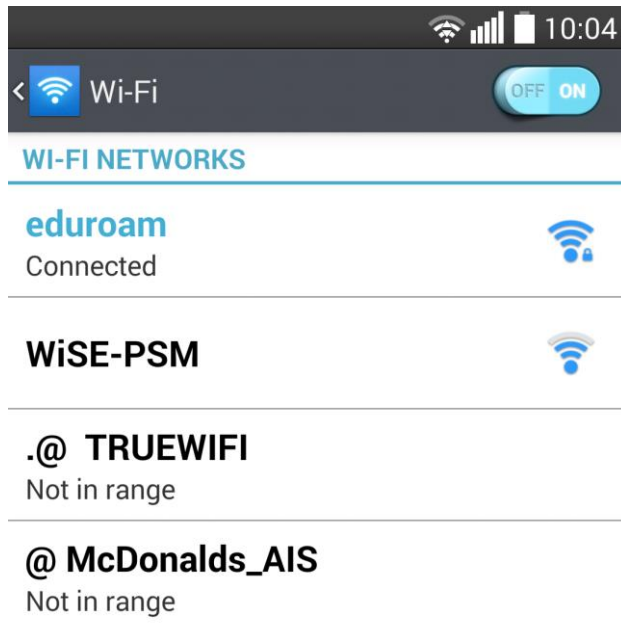 10:04
Wi-Fi
OFF ON
WI-FI NETWORKS
eduroam
Connected
WiSE-PSM
.@ TRUEWIFI
Not in range
@ McDonalds_AIS
Not in range